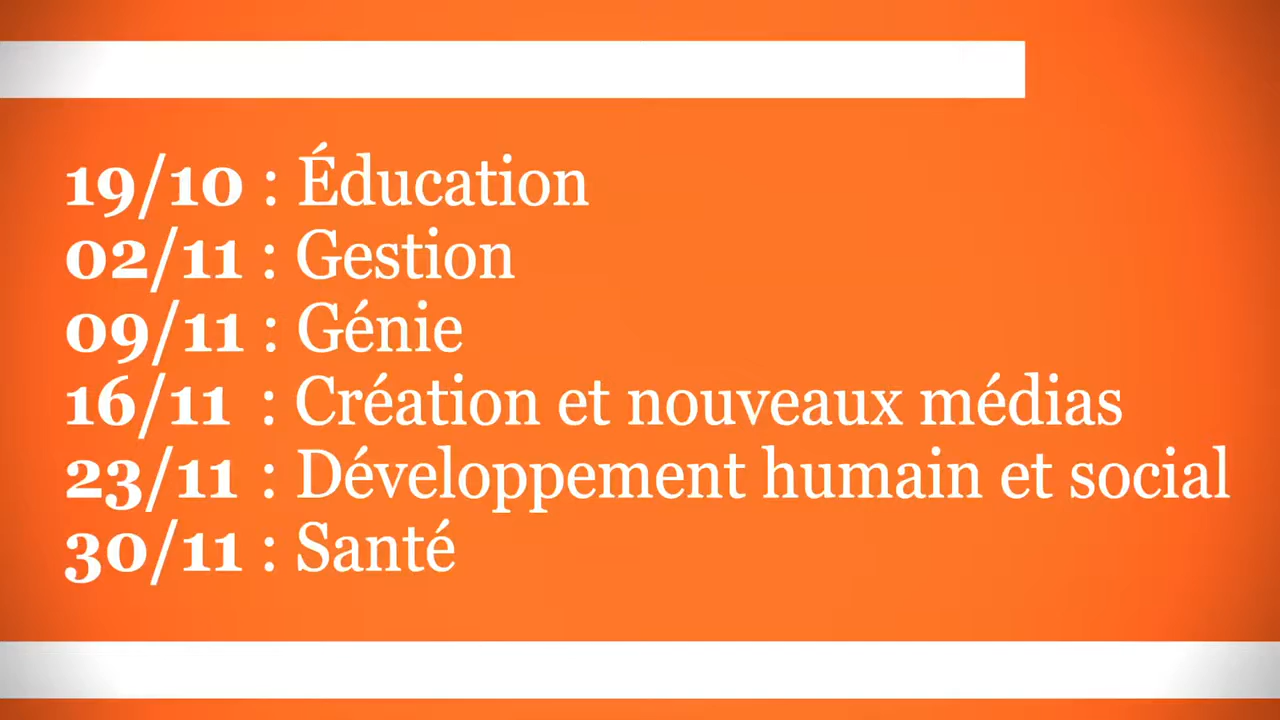 19/10 : Éducation
02/11 : Gestion
09/11 : Génie
16/11 : Création et nouveaux médias
23/11 : Développement humain et social
30/11 : Santé